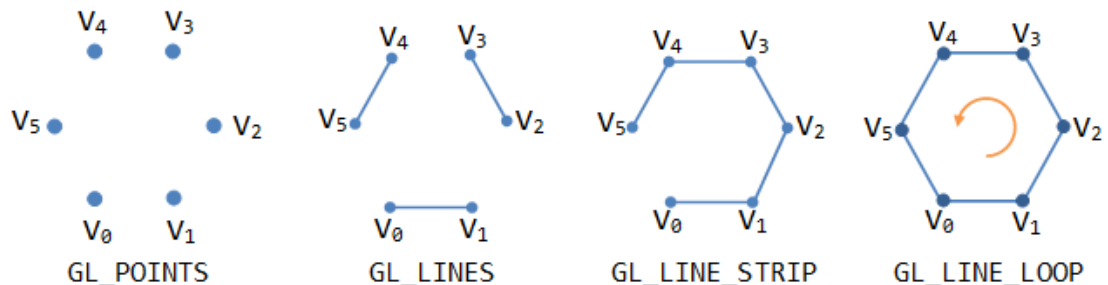 V₄ V₃
V₅ V₂
V₀ V₁
GL_POINTS
V₄ V₃
V₅ V₂
V₀ V₁
GL_LINES
V₄ V₃
V₅ V₂
V₀ V₁
GL_LINE_STRIP
V₄ V₃
V₅ V₂
V₀ V₁
GL_LINE_LOOP